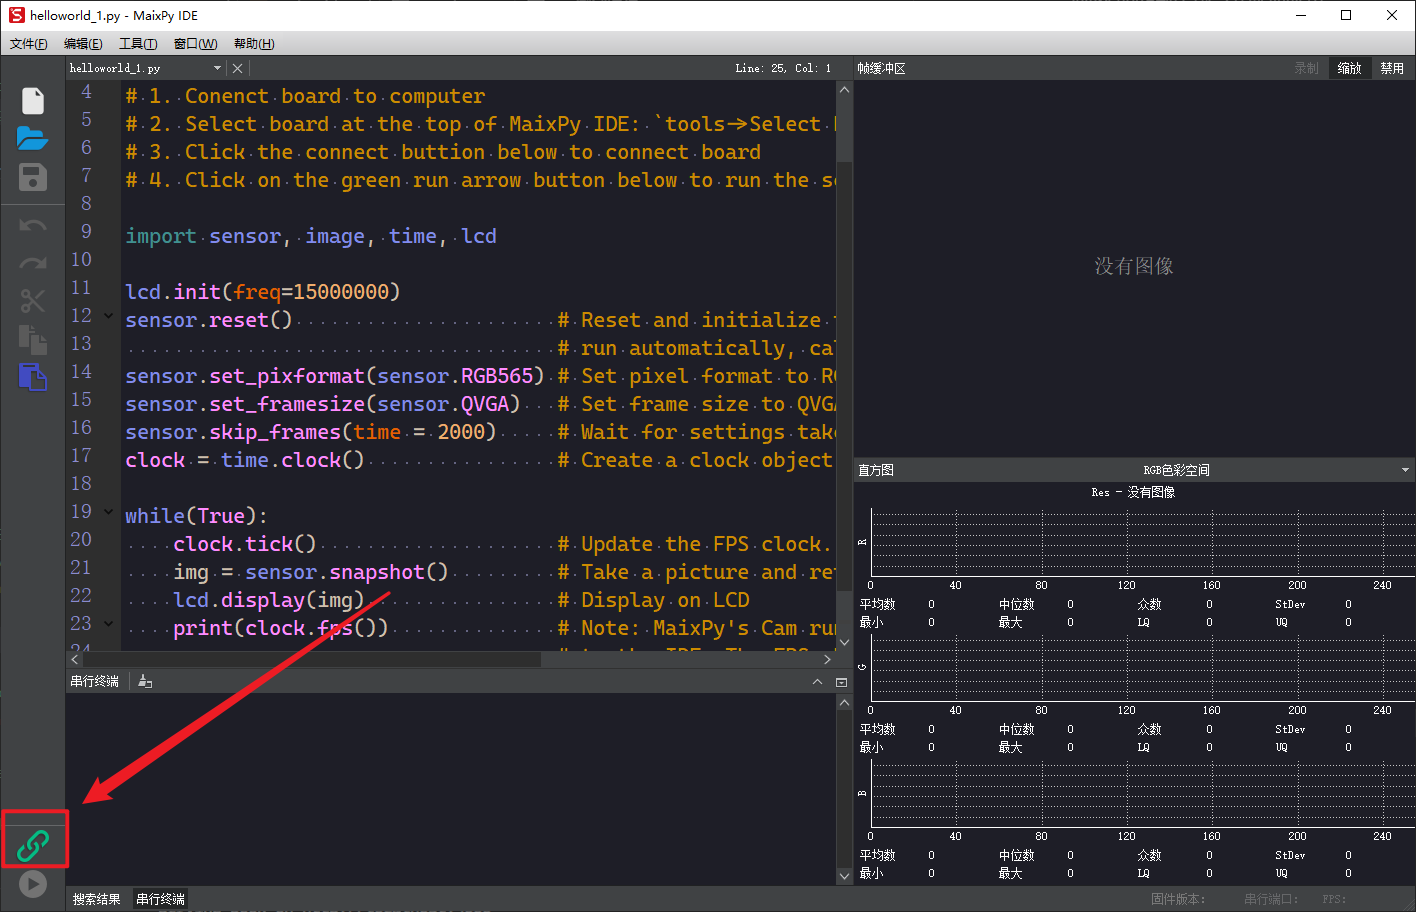 helloworld_1.py - MaixPy IDE
文件(F) 编辑(E) 工具(T) 窗口(W) 帮助(H)
helloworld_1.py
Line: 25, Col: 1
帧缓冲区
录制 缩放 禁用
4 # 1. Conenct board to computer
5 # 2. Select board at the top of MaixPy IDE: `tools->Select
6 # 3. Click the connect buttion below to connect board
7 # 4. Click on the green run arrow button below to run the
8
9 import sensor, image, time, lcd
10
11 lcd.init(freq=15000000)
12 sensor.reset() # Reset and initialize
13 # run automatically,
14 sensor.set_pixformat(sensor.RGB565) # Set pixel format to
15 sensor.set_framesize(sensor.QVGA) # Set frame size to QVGA
16 sensor.skip_frames(time = 2000) # Wait for settings
17 clock = time.clock() # Create a clock object
18
19 while(True):
20 clock.tick() # Update the FPS clock.
21 img = sensor.snapshot() # Take a picture and
22 lcd.display(img) # Display on LCD
23 print(clock.fps()) # Note: MaixPy's Cam
24
没有图像
串行终端
直方图
RGB色彩空间
Res - 没有图像
R
0 40 80 120 160 200 240
平均数 0 中位数 0 众数 0 StDev 0
最小 0 最大 0 LQ 0 UQ 0
G
0 40 80 120 160 200 240
平均数 0 中位数 0 众数 0 StDev 0
最小 0 最大 0 LQ 0 UQ 0
B
0 40 80 120 160 200 240
平均数 0 中位数 0 众数 0 StDev 0
最小 0 最大 0 LQ 0 UQ 0
搜索结果 串行终端
固件版本: 串行端口: FPS: